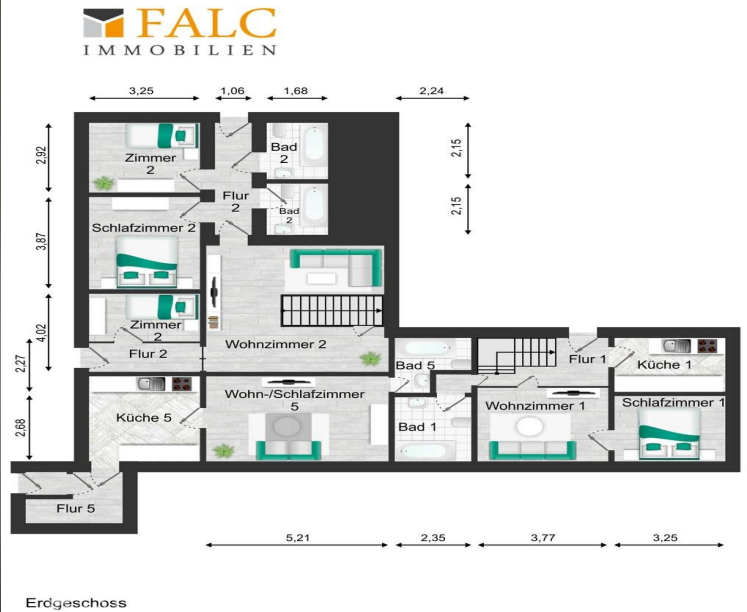 FALC
IMMOBILIEN
3,25
1,06
1,68
2,24
2,92
3,87
4,02
2,27
2,68
2,15
2,15
Zimmer
2
Bad
2
Flur
2
Bad
2
Schlafzimmer 2
Zimmer
2
Flur 2
Wohnzimmer 2
Bad 5
Flur 1
Küche 1
Küche 5
Wohn-/Schlafzimmer
5
Bad 1
Wohnzimmer 1
Schlafzimmer 1
Flur 5
5,21
2,35
3,77
3,25
Erdgeschoss